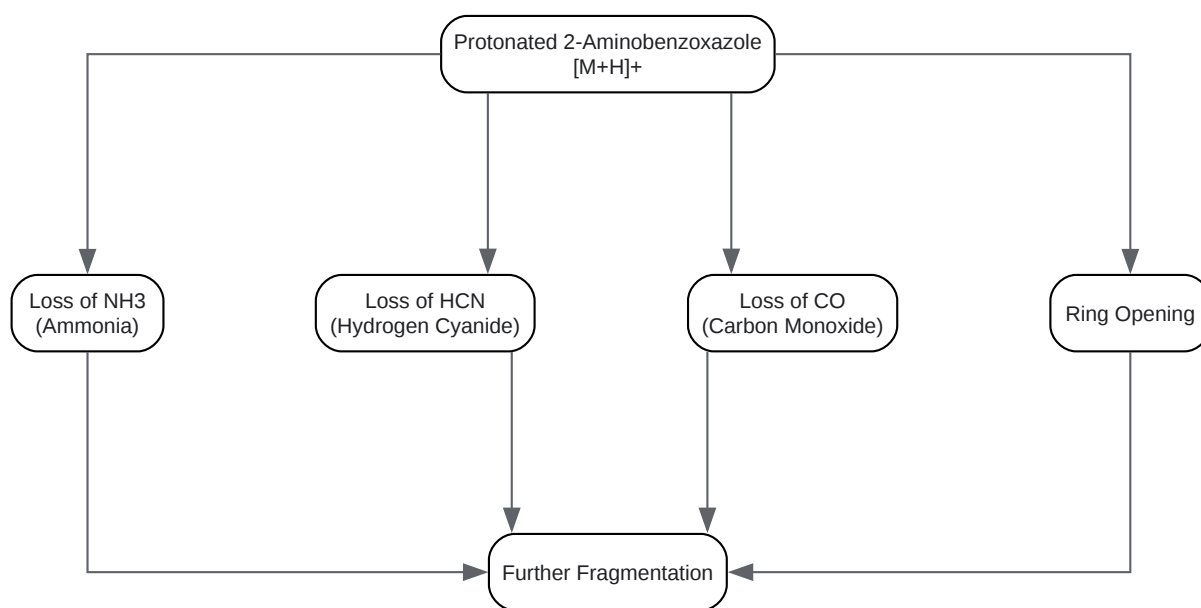 Protonated 2-Aminobenzoxazole
[M+H]+
Loss of NH3
(Ammonia)
Loss of HCN
(Hydrogen Cyanide)
Loss of CO
(Carbon Monoxide)
Ring Opening
Further Fragmentation